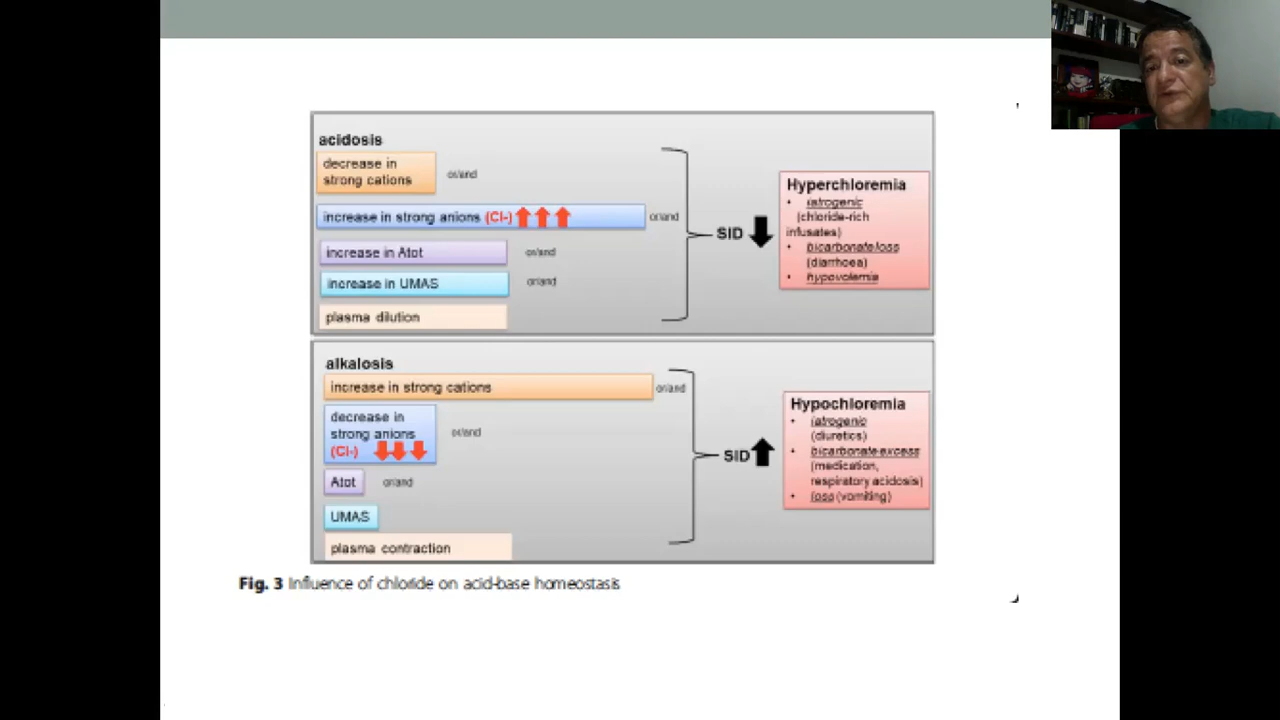 acidosis
decrease in
strong cations
or/and
increase in strong anions (Cl-)
or/and
increase in Atot
or/and
increase in UMAS
or/and
plasma dilution
SID
Hyperchloremia
• iatrogenic
(chloride-rich
infusates)
• bicarbonate loss
(diarrhoea)
• hypovolemia
alkalosis
increase in strong cations
or/and
decrease in
strong anions
(Cl-)
or/and
Atot
or/and
UMAS
plasma contraction
SID
Hypochloremia
• iatrogenic
(diuretics)
• bicarbonate excess
(medication,
respiratory acidosis)
• loss (vomiting)
Fig. 3 Influence of chloride on acid-base homeostasis